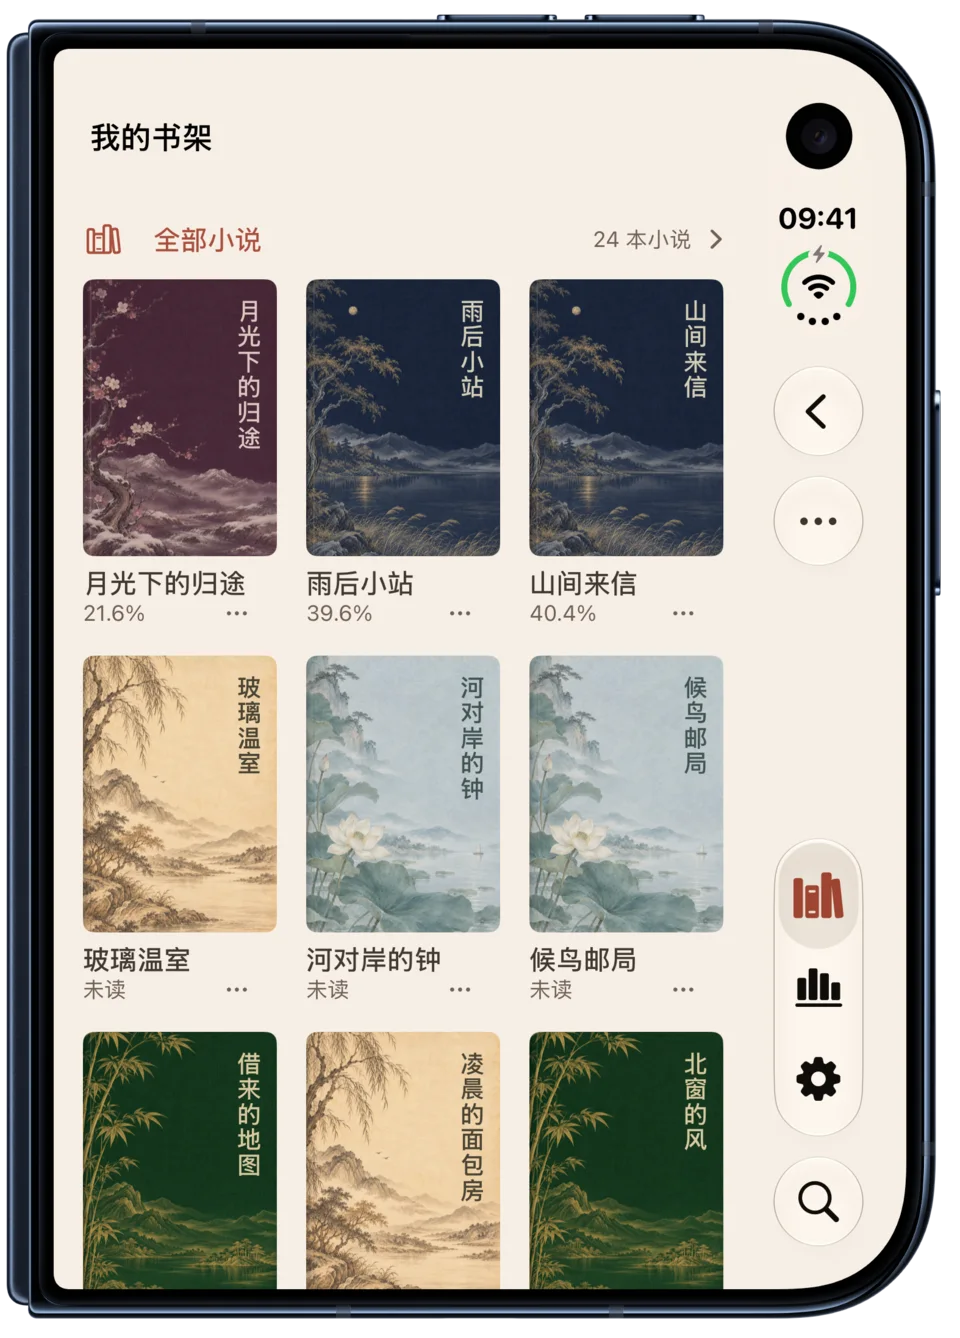 我的书架
09:41
全部小说
24 本小说
月光下的归途
雨后小站
山间来信
月光下的归途
雨后小站
山间来信
21.6%
39.6%
40.4%
玻璃温室
河对岸的钟
候鸟邮局
玻璃温室
河对岸的钟
候鸟邮局
未读
未读
未读
借来的地图
凌晨的面包房
北窗的风